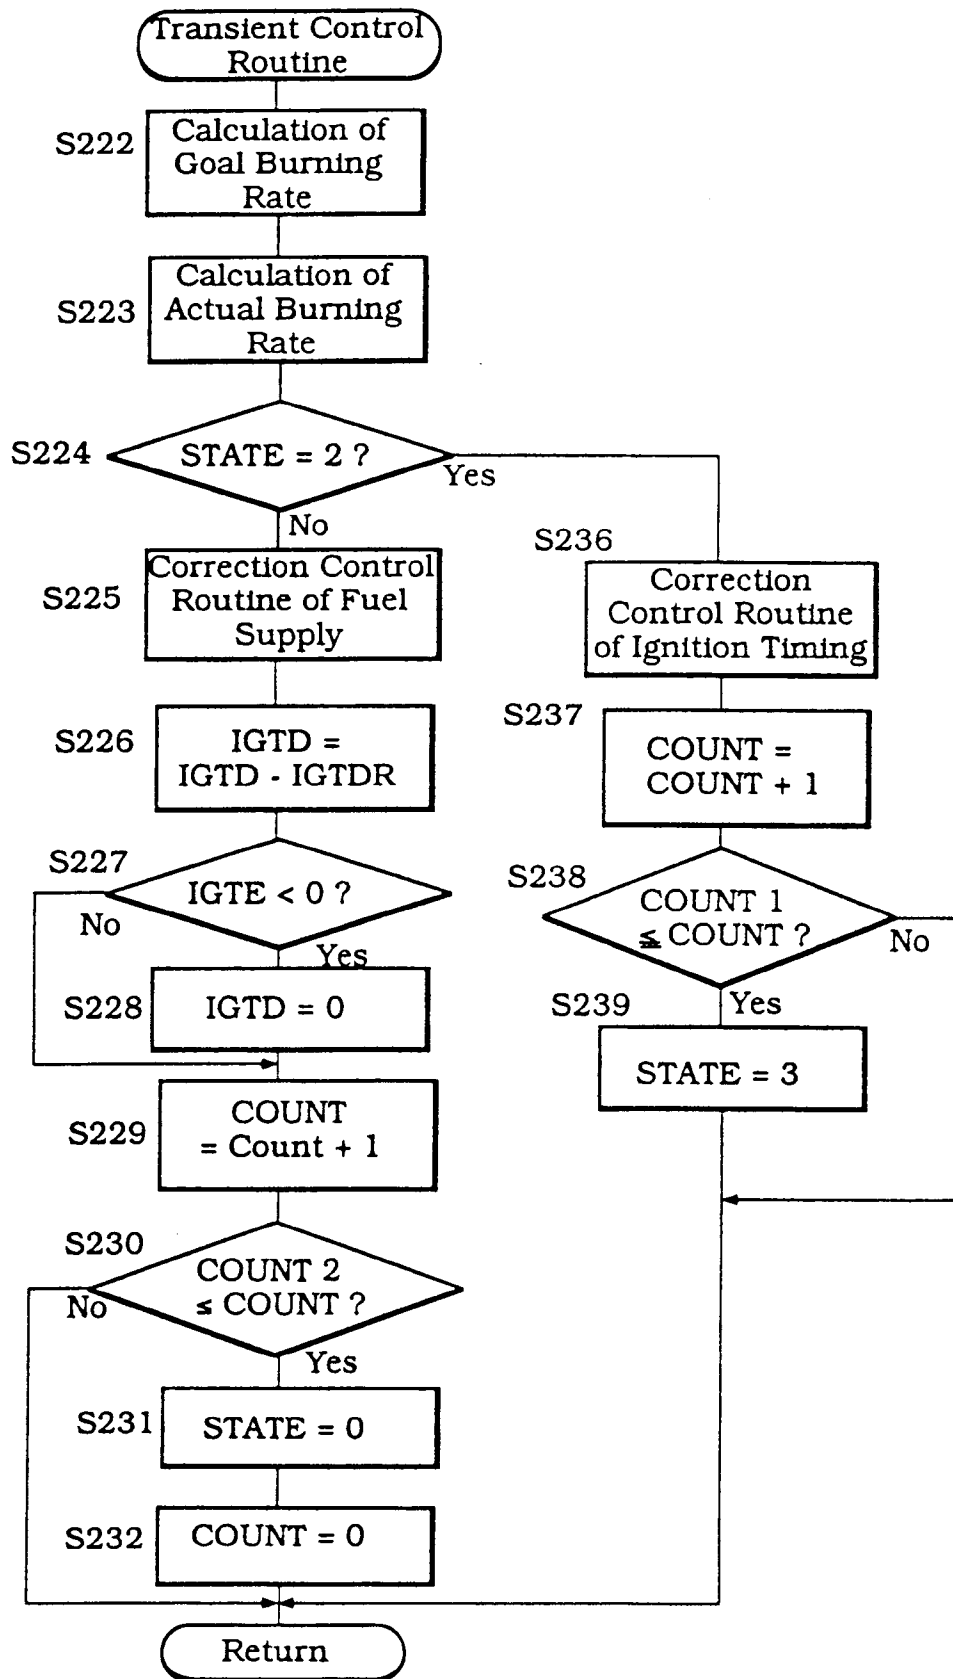 Transient Control
Routine
S222
Calculation of
Goal Burning
Rate
S223
Calculation of
Actual Burning
Rate
S224
STATE = 2 ?
Yes
No
S225
Correction Control
Routine of Fuel
Supply
S226
IGTD =
IGTD - IGTDR
S227
IGTE < 0 ?
No
Yes
S228
IGTD = 0
S229
COUNT
= Count + 1
S230
COUNT 2
≤ COUNT ?
No
Yes
S231
STATE = 0
S232
COUNT = 0
S236
Correction
Control Routine
of Ignition Timing
S237
COUNT =
COUNT + 1
S238
COUNT 1
≦ COUNT ?
No
Yes
S239
STATE = 3
Return